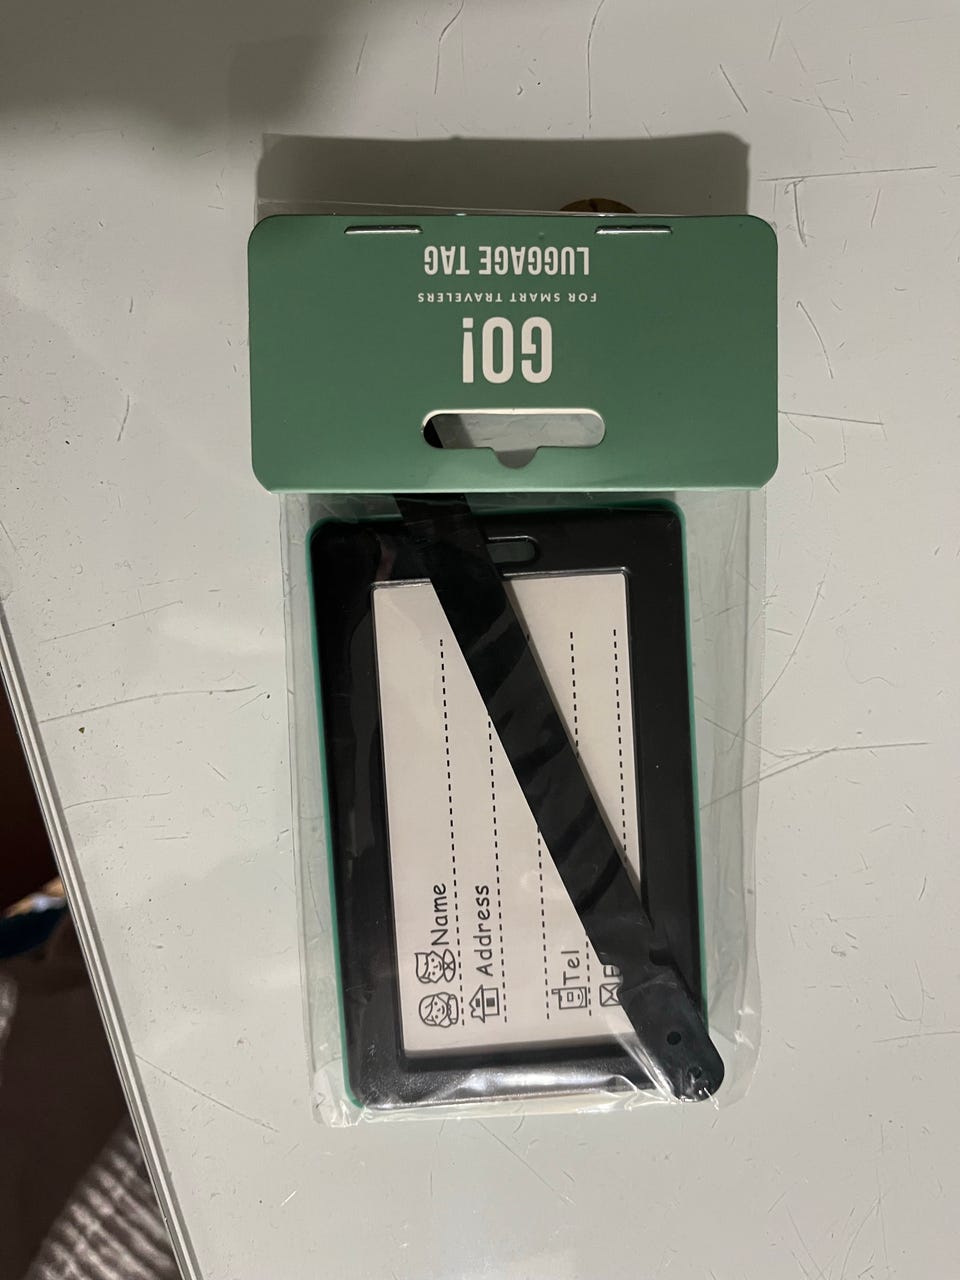 GO!
FOR SMART TRAVELERS
LUGGAGE TAG
Name
Address
Tel